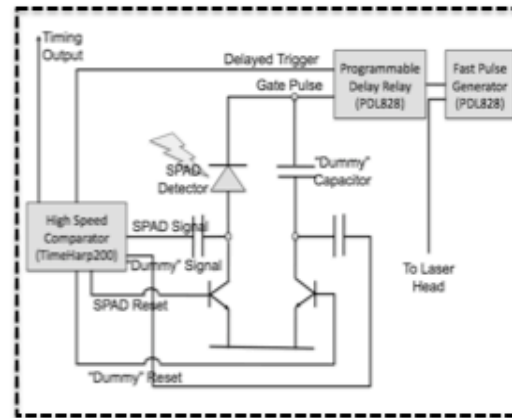 Timing
Output
Delayed Trigger
Gate Pulse
Programmable
Delay Relay
(PDL828)
Fast Pulse
Generator
(PDL828)
SPAD
Detector
"Dummy"
Capacitor
High Speed
Comparator
(TimeHarp200)
SPAD Signal
"Dummy" Signal
SPAD Reset
"Dummy" Reset
To Laser
Head